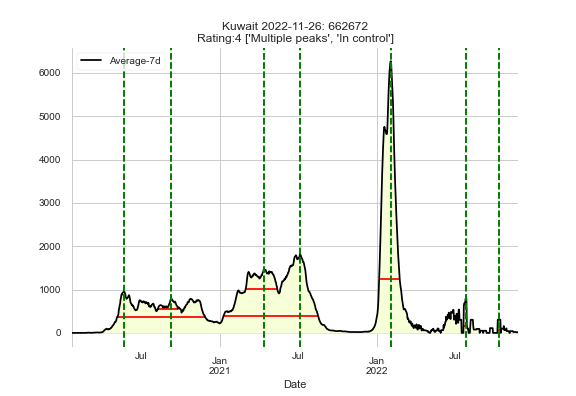 Kuwait 2022-11-26: 662672
Rating:4 ['Multiple peaks', 'In control']
Average-7d
6000
5000
4000
3000
2000
1000
0
Jul
Jan
2021
Jul
Jan
2022
Jul
Date